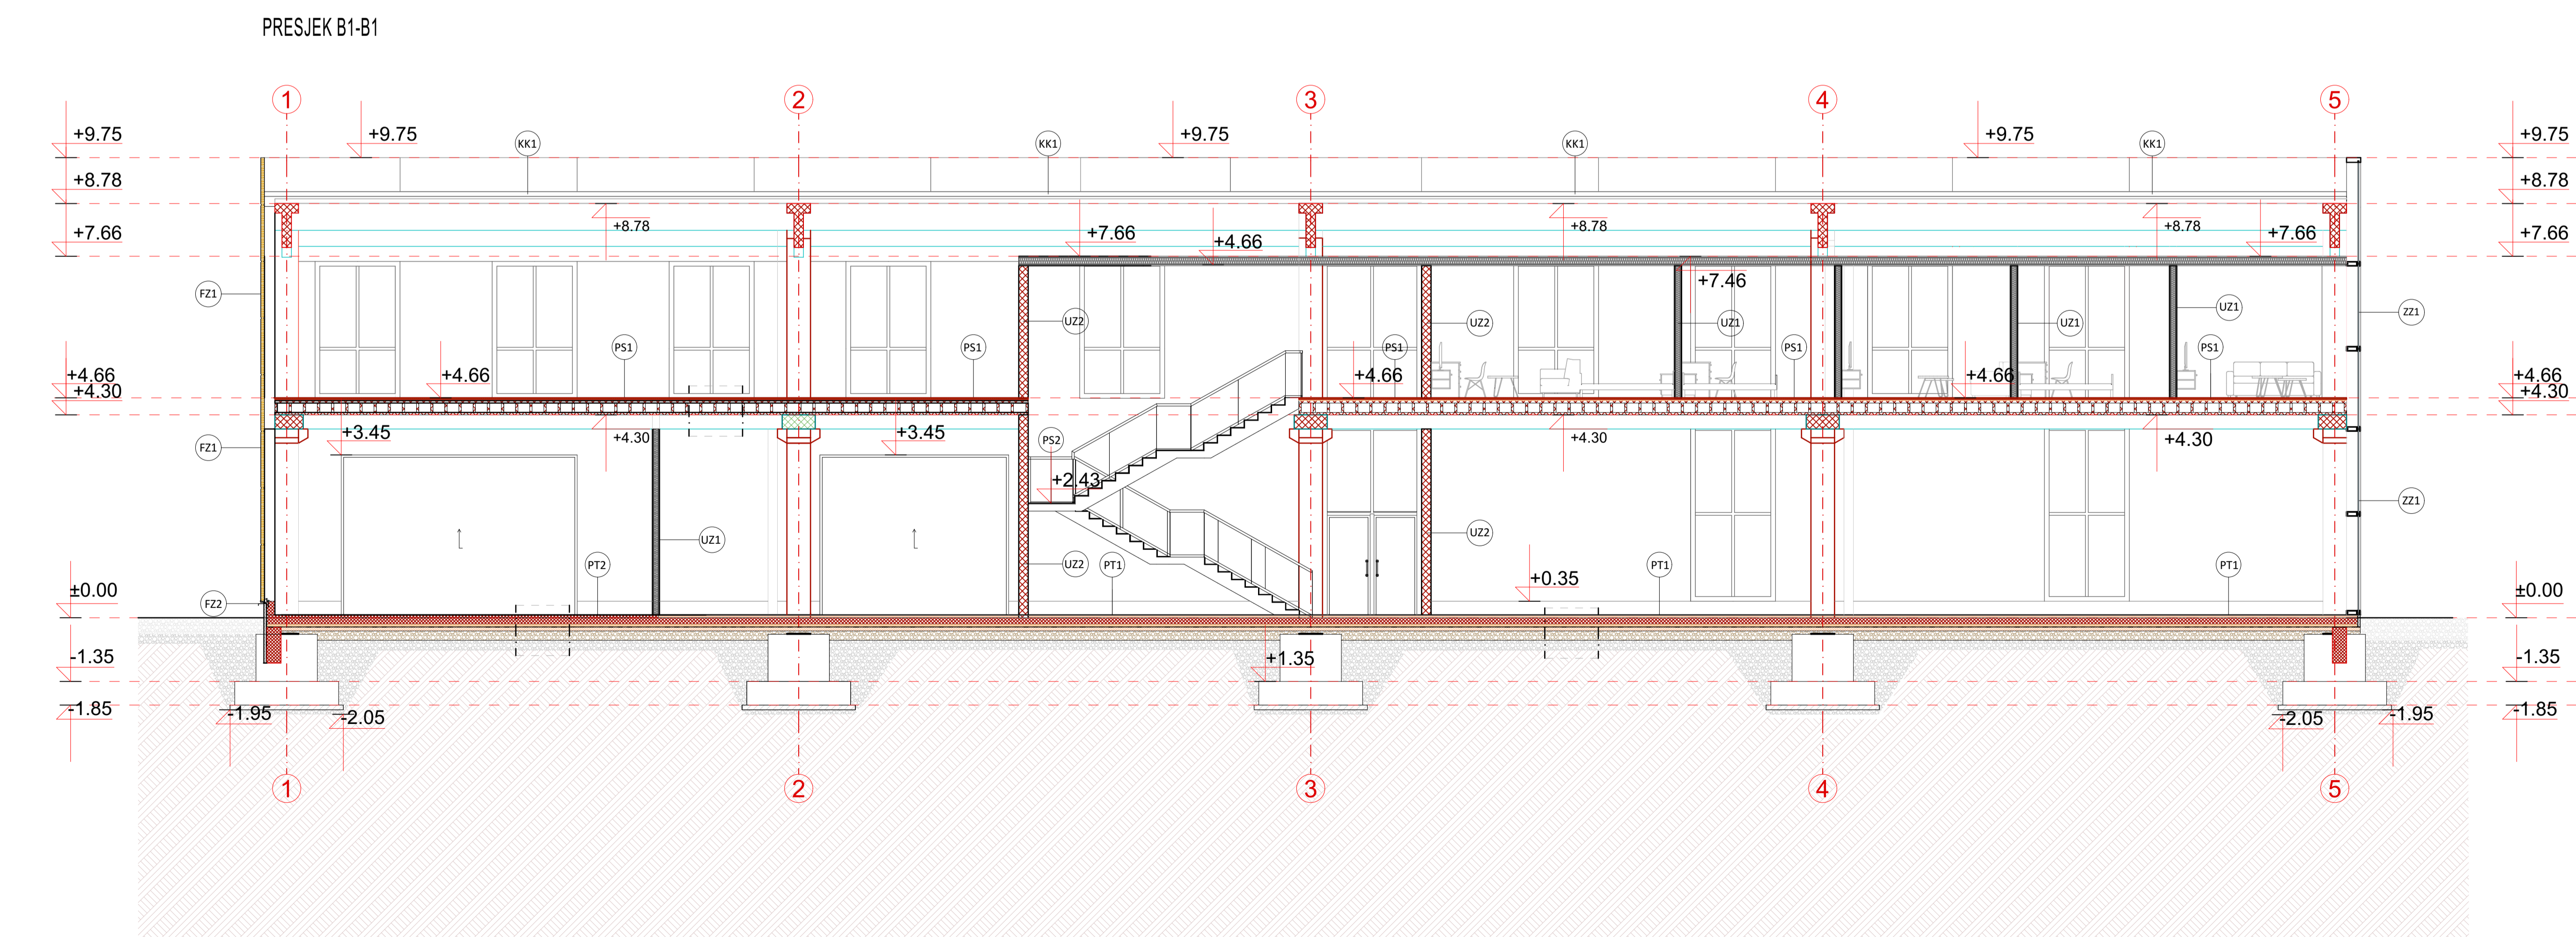 PRESJEK B1-B1
1 2 3 4 5
+9.75 +9.75 KK1 KK1 +9.75 KK1 +9.75 KK1 +9.75
+8.78 +8.78
+8.78 +8.78 +8.78
+7.66 +7.66 +4.66 +7.66 +7.66
+7.46
FZ1 UZ2 UZ2 UZ1 UZ1 UZ1 ZZ1
PS1 PS1 PS1 PS1 PS1
+4.66 +4.66 +4.66 +4.66 +4.66
+4.30 +4.30
FZ1 +3.45 +4.30 +3.45 PS2 +4.30 +4.30
+2.43 ZZ1
UZ1 UZ2
PT2 UZ2 PT1 PT1 PT1
+0.35
±0.00 ±0.00
FZ2
-1.35 +1.35 -1.35
-1.85 -1.95 -2.05 -2.05 -1.95 -1.85
1 2 3 4 5